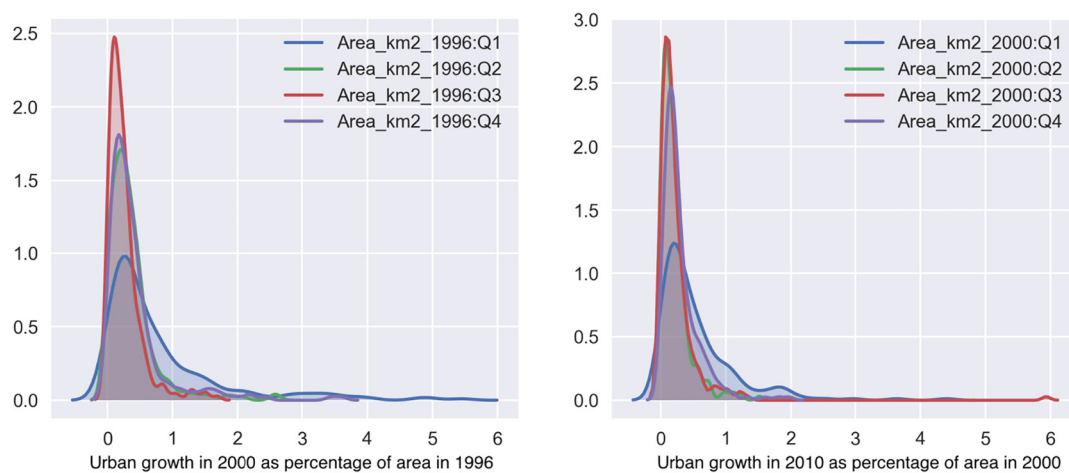 2.5
2.0
1.5
1.0
0.5
0.0
Area_km2_1996:Q1
Area_km2_1996:Q2
Area_km2_1996:Q3
Area_km2_1996:Q4
0 1 2 3 4 5 6
Urban growth in 2000 as percentage of area in 1996
3.0
2.5
2.0
1.5
1.0
0.5
0.0
Area_km2_2000:Q1
Area_km2_2000:Q2
Area_km2_2000:Q3
Area_km2_2000:Q4
0 1 2 3 4 5 6
Urban growth in 2010 as percentage of area in 2000